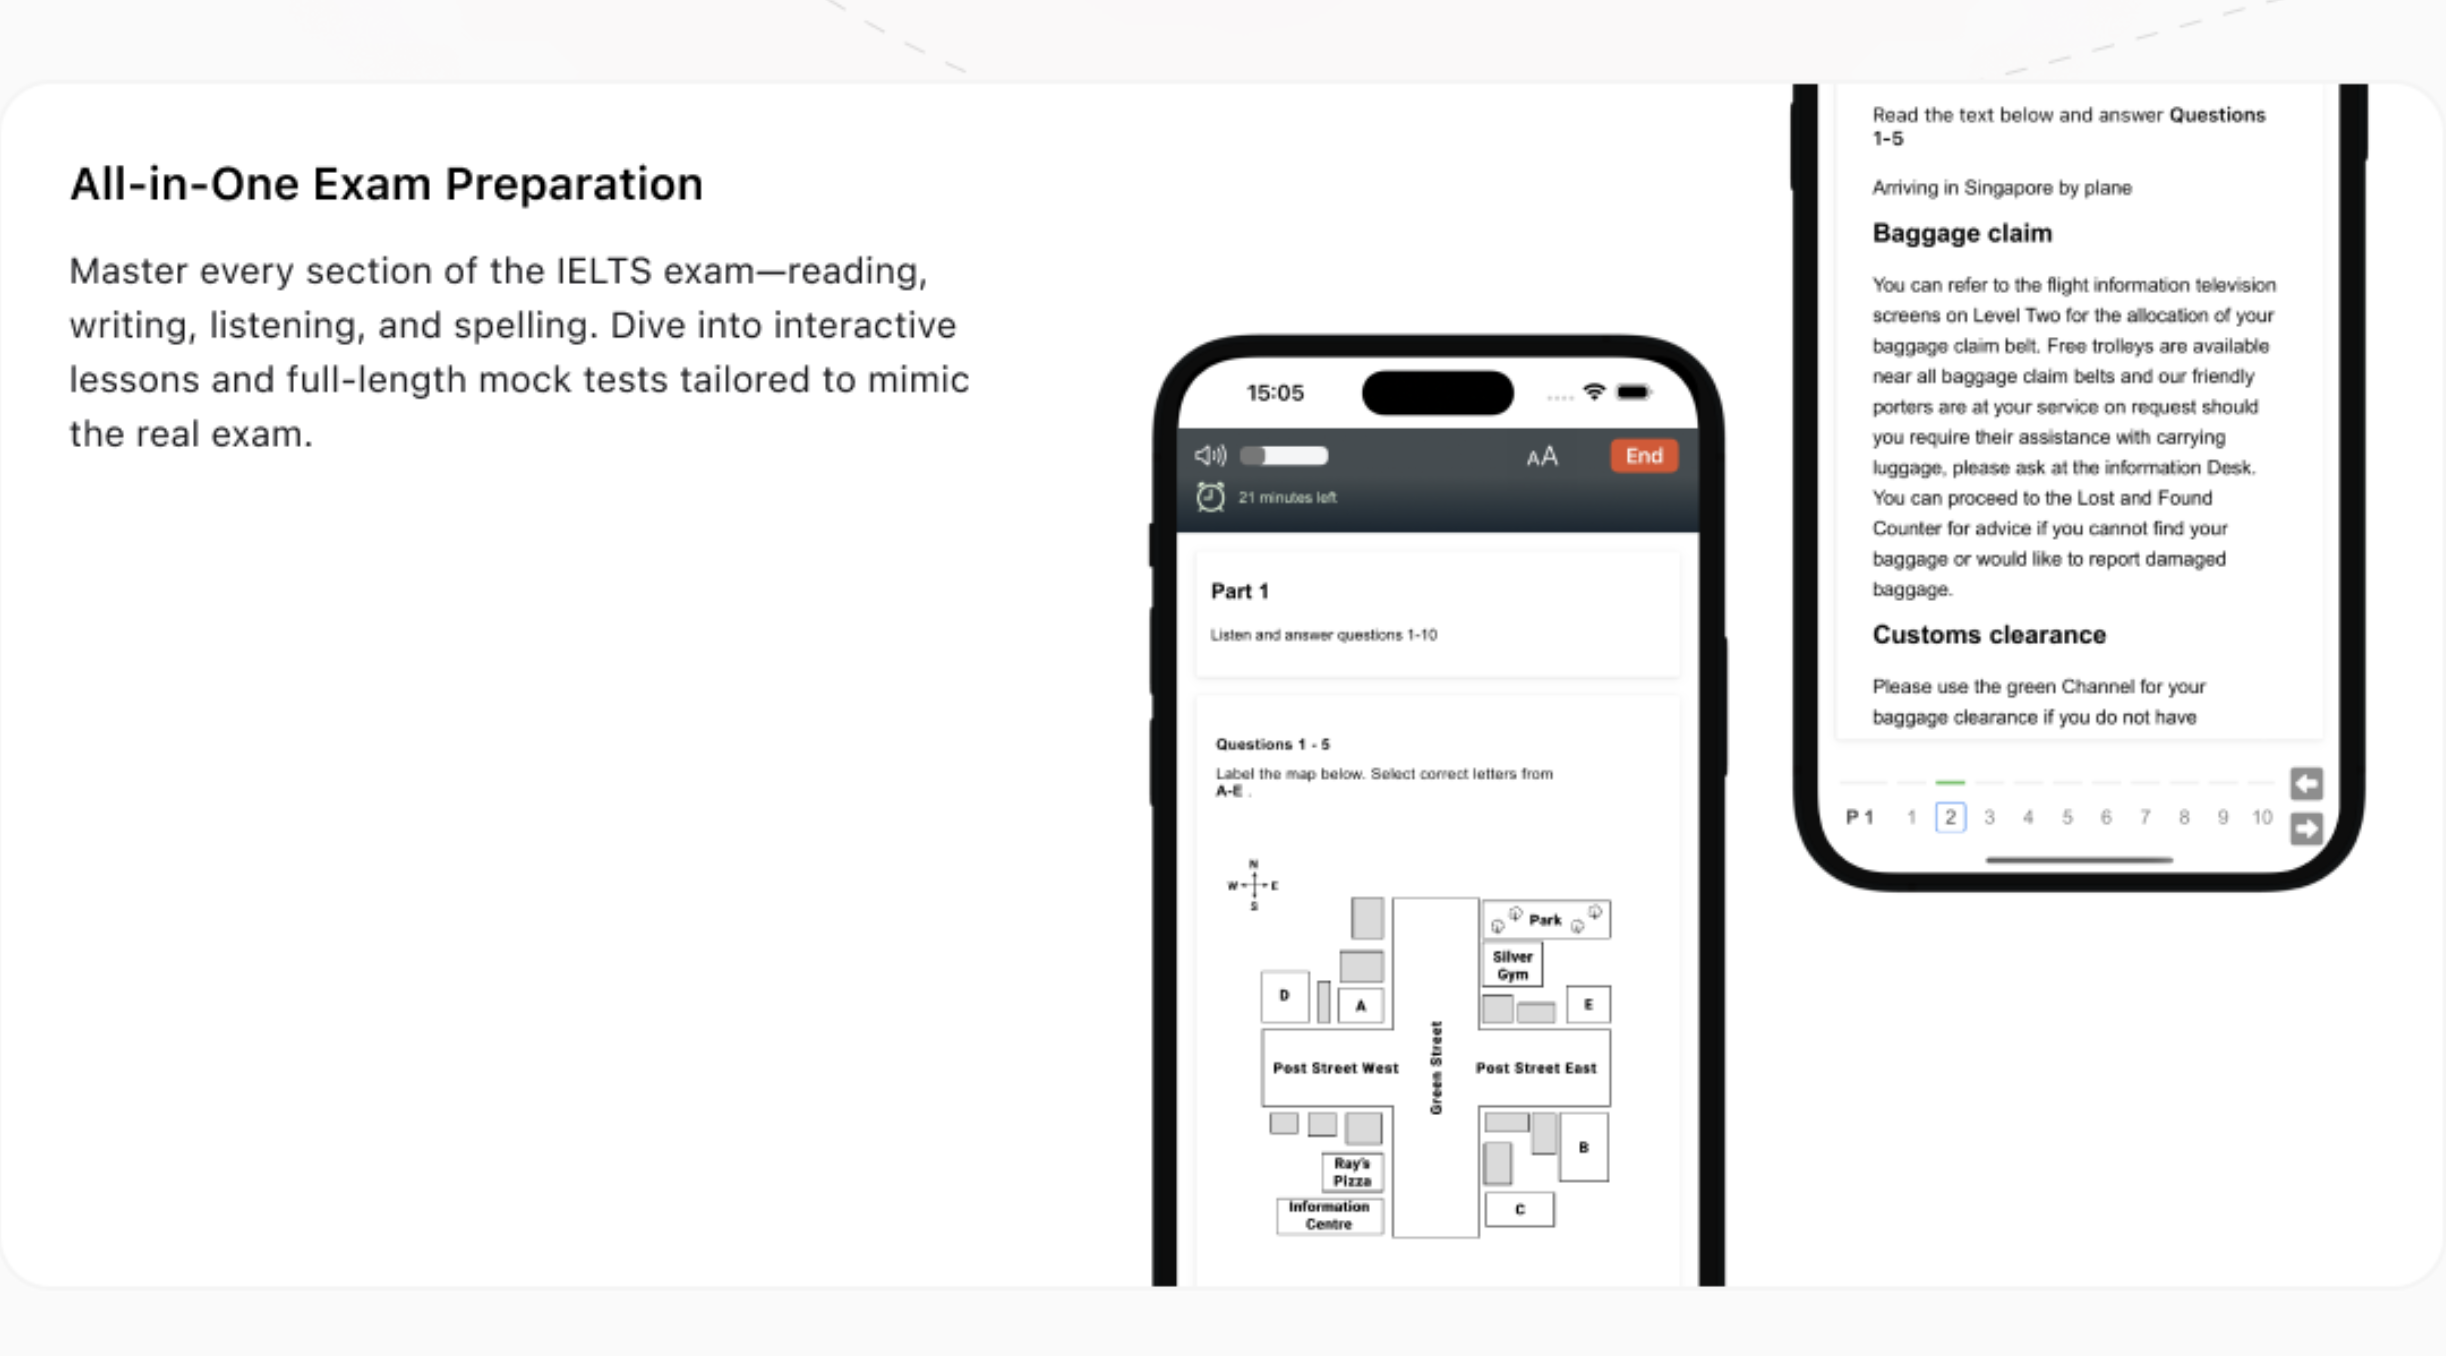 All-in-One Exam Preparation
Master every section of the IELTS exam—reading,
writing, listening, and spelling. Dive into interactive
lessons and full-length mock tests tailored to mimic
the real exam.
15:05
AA
End
21 minutes left
Part 1
Listen and answer questions 1-10
Questions 1 - 5
Label the map below. Select correct letters from
A-E .
N
W E
S
Park
Silver
Gym
D
A
E
Post Street West
Green Street
Post Street East
Ray's
Pizza
B
Information
Centre
C
Read the text below and answer Questions
1-5
Arriving in Singapore by plane
Baggage claim
You can refer to the flight information television
screens on Level Two for the allocation of your
baggage claim belt. Free trolleys are available
near all baggage claim belts and our friendly
porters are at your service on request should
you require their assistance with carrying
luggage, please ask at the information Desk.
You can proceed to the Lost and Found
Counter for advice if you cannot find your
baggage or would like to report damaged
baggage.
Customs clearance
Please use the green Channel for your
baggage clearance if you do not have
P 1 1 2 3 4 5 6 7 8 9 10